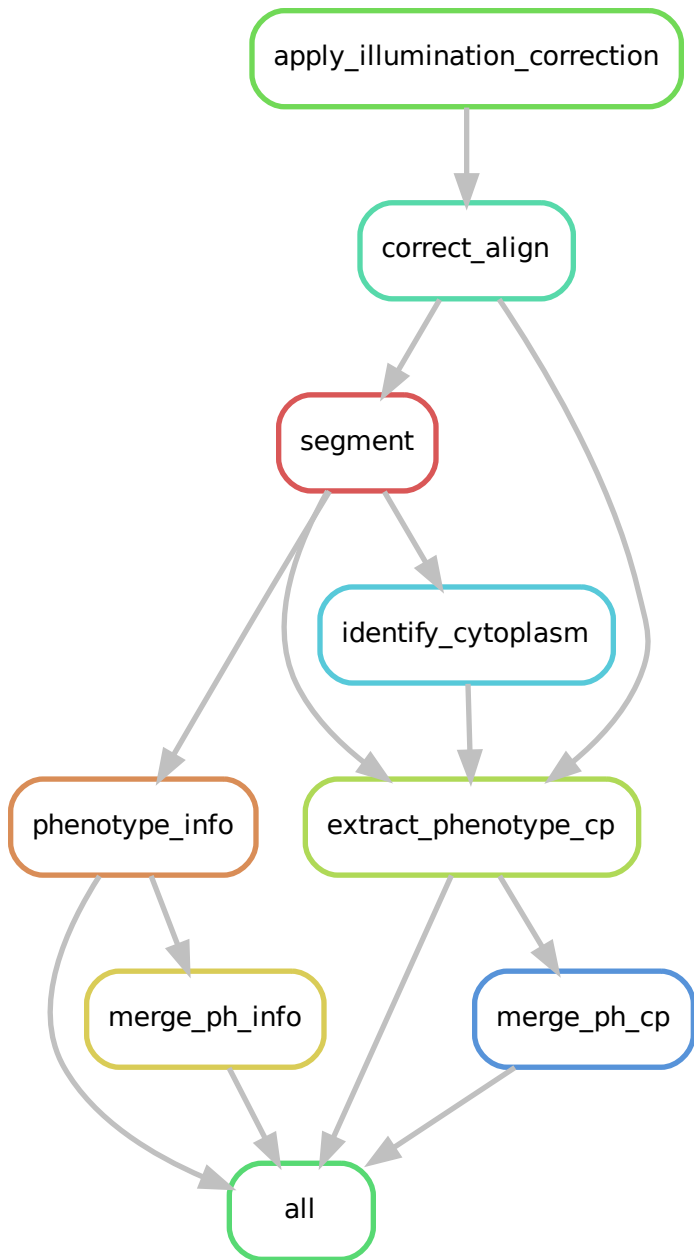 apply_illumination_correction
correct_align
segment
identify_cytoplasm
phenotype_info
extract_phenotype_cp
merge_ph_info
merge_ph_cp
all